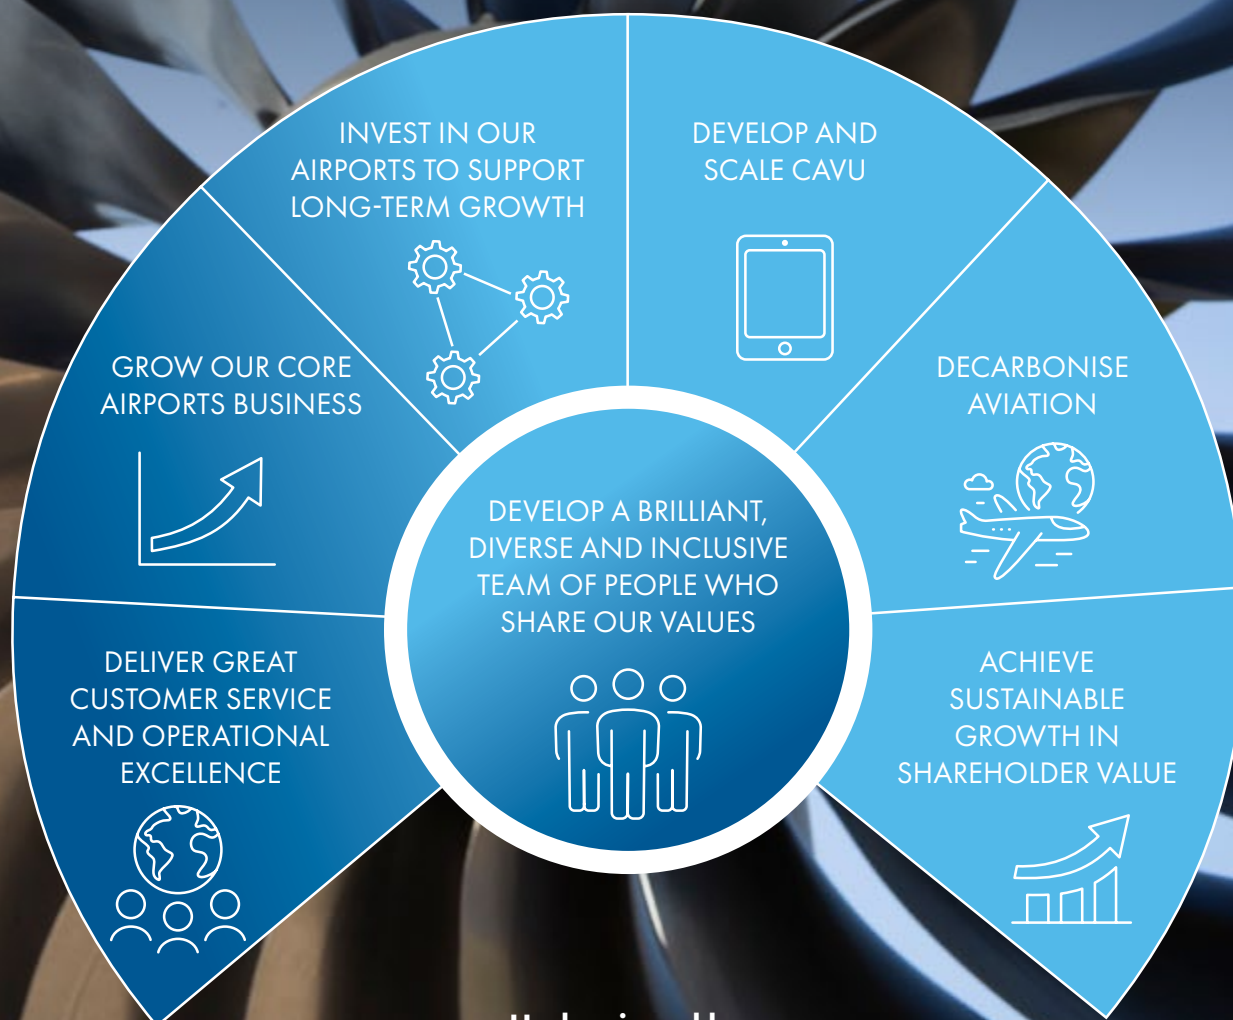 INVEST IN OUR
AIRPORTS TO SUPPORT
LONG-TERM GROWTH
DEVELOP AND
SCALE CAVU
GROW OUR CORE
AIRPORTS BUSINESS
DECARBONISE
AVIATION
DEVELOP A BRILLIANT,
DIVERSE AND INCLUSIVE
TEAM OF PEOPLE WHO
SHARE OUR VALUES
DELIVER GREAT
CUSTOMER SERVICE
AND OPERATIONAL
EXCELLENCE
ACHIEVE
SUSTAINABLE
GROWTH IN
SHAREHOLDER VALUE